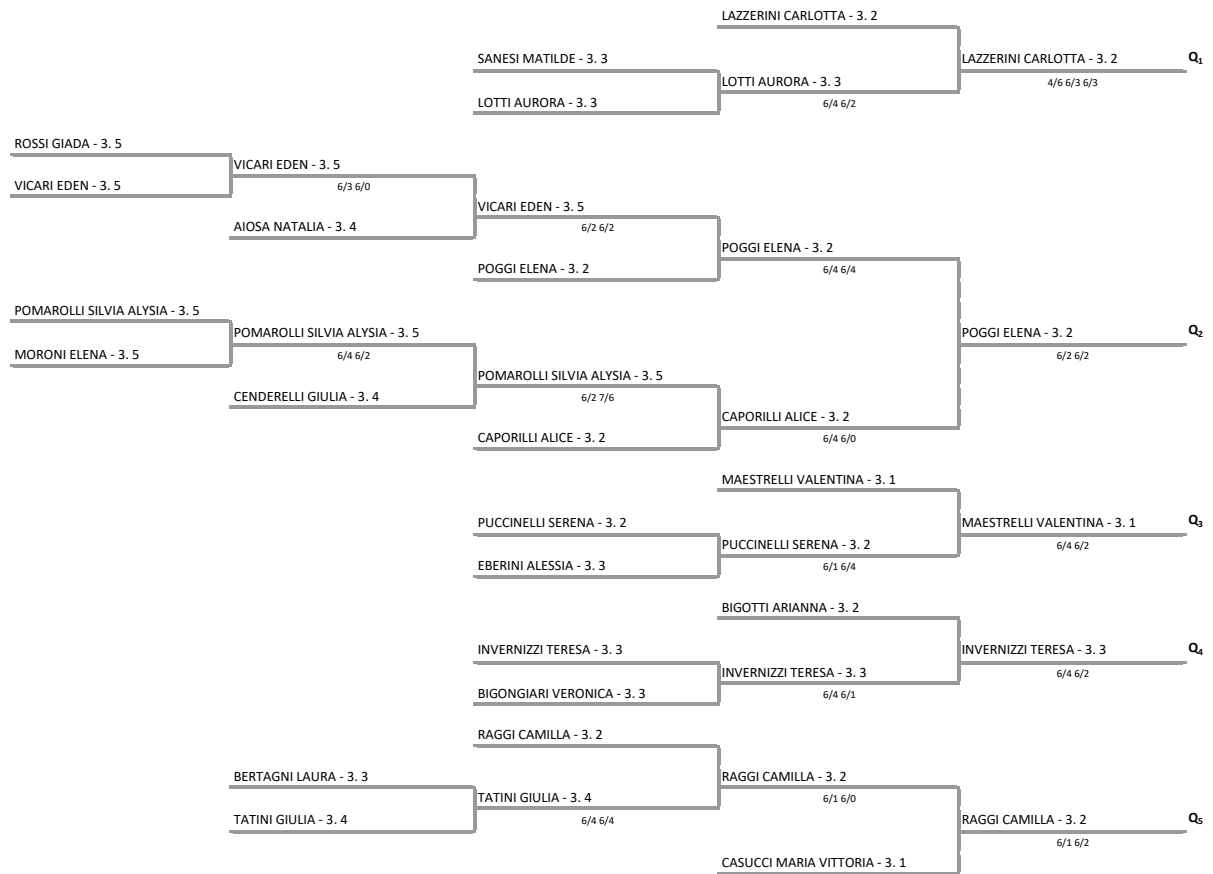 LAZZERINI CARLOTTA - 3. 2
SANESI MATILDE - 3. 3
LAZZERINI CARLOTTA - 3. 2
Q1
4/6 6/3 6/3
LOTTI AURORA - 3. 3
LOTTI AURORA - 3. 3
6/4 6/2
ROSSI GIADA - 3. 5
VICARI EDEN - 3. 5
VICARI EDEN - 3. 5
6/3 6/0
VICARI EDEN - 3. 5
6/2 6/2
AIOSA NATALIA - 3. 4
POGGI ELENA - 3. 2
6/4 6/4
POGGI ELENA - 3. 2
POMAROLLI SILVIA ALYSIA - 3. 5
POMAROLLI SILVIA ALYSIA - 3. 5
6/4 6/2
POGGI ELENA - 3. 2
Q2
6/2 6/2
MORONI ELENA - 3. 5
POMAROLLI SILVIA ALYSIA - 3. 5
6/2 7/6
CENDERELLI GIULIA - 3. 4
CAPORILLI ALICE - 3. 2
6/4 6/0
CAPORILLI ALICE - 3. 2
MAESTRELLI VALENTINA - 3. 1
PUCCINELLI SERENA - 3. 2
MAESTRELLI VALENTINA - 3. 1
Q3
6/4 6/2
PUCCINELLI SERENA - 3. 2
6/1 6/4
EBERINI ALESSIA - 3. 3
BIGOTTI ARIANNA - 3. 2
INVERNIZZI TERESA - 3. 3
INVERNIZZI TERESA - 3. 3
Q4
6/4 6/2
INVERNIZZI TERESA - 3. 3
6/4 6/1
BIGONGIARI VERONICA - 3. 3
RAGGI CAMILLA - 3. 2
BERTAGNI LAURA - 3. 3
RAGGI CAMILLA - 3. 2
6/1 6/0
TATINI GIULIA - 3. 4
6/4 6/4
TATINI GIULIA - 3. 4
RAGGI CAMILLA - 3. 2
Q5
6/1 6/2
CASUCCI MARIA VITTORIA - 3. 1